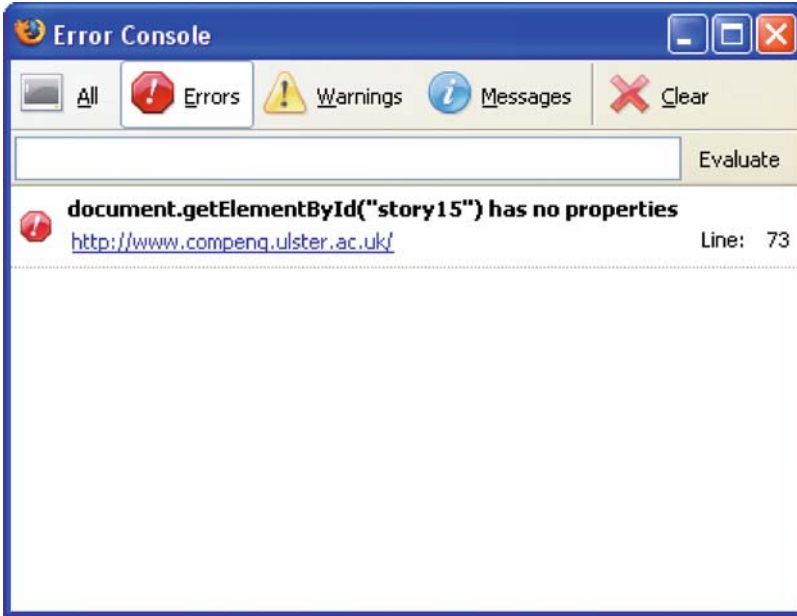 Error Console
All Errors Warnings Messages Clear
Evaluate
document.getElementById("story15") has no properties
http://www.compeng.ulster.ac.uk/ Line: 73